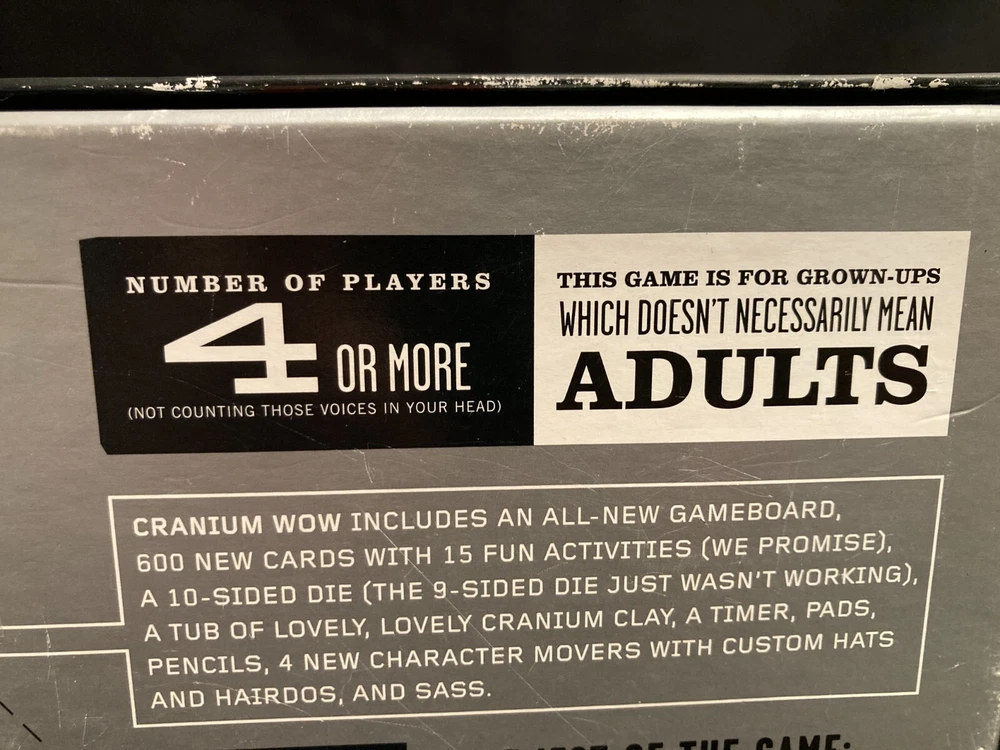 NUMBER OF PLAYERS
4 OR MORE
(NOT COUNTING THOSE VOICES IN YOUR HEAD)
THIS GAME IS FOR GROWN-UPS
WHICH DOESN'T NECESSARILY MEAN
ADULTS
CRANIUM WOW INCLUDES AN ALL-NEW GAMEBOARD,
600 NEW CARDS WITH 15 FUN ACTIVITIES (WE PROMISE),
A 10-SIDED DIE (THE 9-SIDED DIE JUST WASN'T WORKING),
A TUB OF LOVELY, LOVELY CRANIUM CLAY, A TIMER, PADS,
PENCILS, 4 NEW CHARACTER MOVERS WITH CUSTOM HATS
AND HAIRDOS, AND SASS.
OF THE GAME: